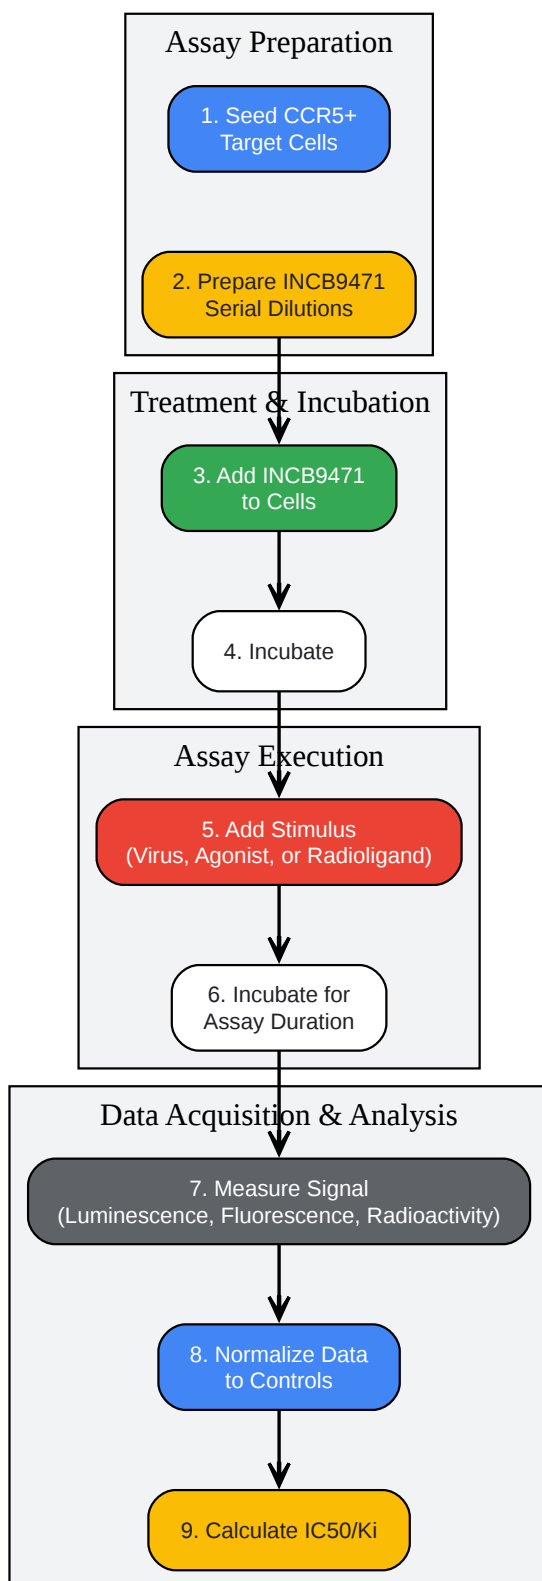 Assay Preparation
1. Seed CCR5+
Target Cells
2. Prepare INCB9471
Serial Dilutions
Treatment & Incubation
3. Add INCB9471
to Cells
4. Incubate
Assay Execution
5. Add Stimulus
(Virus, Agonist, or Radioligand)
6. Incubate for
Assay Duration
Data Acquisition & Analysis
7. Measure Signal
(Luminescence, Fluorescence, Radioactivity)
8. Normalize Data
to Controls
9. Calculate IC50/Ki